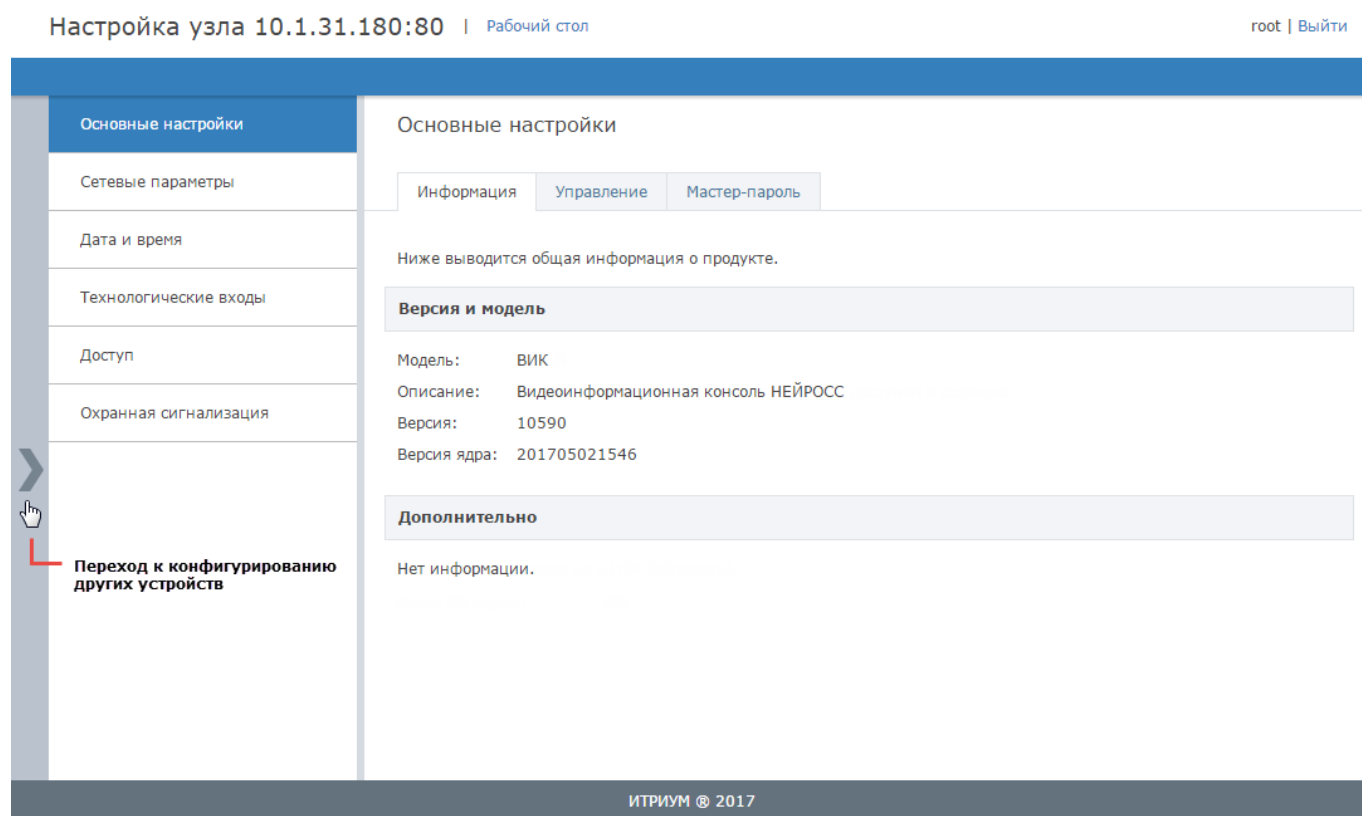 Настройка узла 10.1.31.180:80 | Рабочий стол
root | Выйти
Основные настройки
Сетевые параметры
Дата и время
Технологические входы
Доступ
Охранная сигнализация
Переход к конфигурированию
других устройств
Основные настройки
Информация Управление Мастер-пароль
Ниже выводится общая информация о продукте.
Версия и модель
Модель: ВИК
Описание: Видеоинформационная консоль НЕЙРОСС
Версия: 10590
Версия ядра: 201705021546
Дополнительно
Нет информации.
ИТРИУМ ® 2017